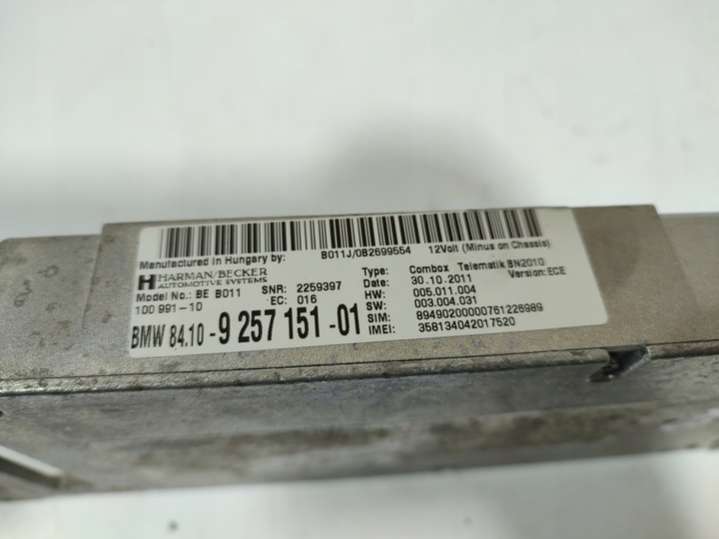 Manufactured in Hungary by: B011J/0B2699554 12Volt (Minus on Chassis)
HARMAN/BECKER
AUTOMOTIVE SYSTEMS
Type: Combox Telematik BN2010
Model No.: BE B011 SNR: 2259397 Date: 30.10.2011 Version: ECE
100 991-10 EC: 016 HW: 005.011.004
SW: 003.004.031
BMW 84.10-9 257 151-01 SIM: 89490200000761226989
IMEI: 358134042017520